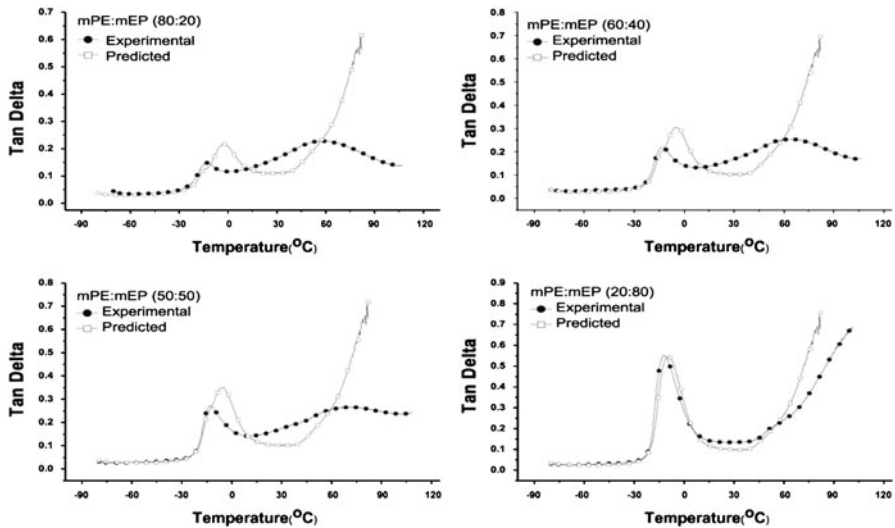 mPE:mEP (80:20)
Experimental
Predicted
0.7
0.6
0.5
0.4
0.3
0.2
0.1
0.0
Tan Delta
-90 -60 -30 0 30 60 90 120
Temperature(°C)
mPE:mEP (60:40)
Experimental
Predicted
0.8
0.7
0.6
0.5
0.4
0.3
0.2
0.1
0.0
Tan Delta
-90 -60 -30 0 30 60 90 120
Temperature(°C)
mPE:mEP (50:50)
Experimental
Predicted
0.8
0.7
0.6
0.5
0.4
0.3
0.2
0.1
0.0
Tan Delta
-90 -60 -30 0 30 60 90 120
Temperature(°C)
mPE:mEP (20:80)
Experimental
Predicted
0.9
0.8
0.7
0.6
0.5
0.4
0.3
0.2
0.1
0.0
Tan Delta
-90 -60 -30 0 30 60 90 120
Temperature(°C)